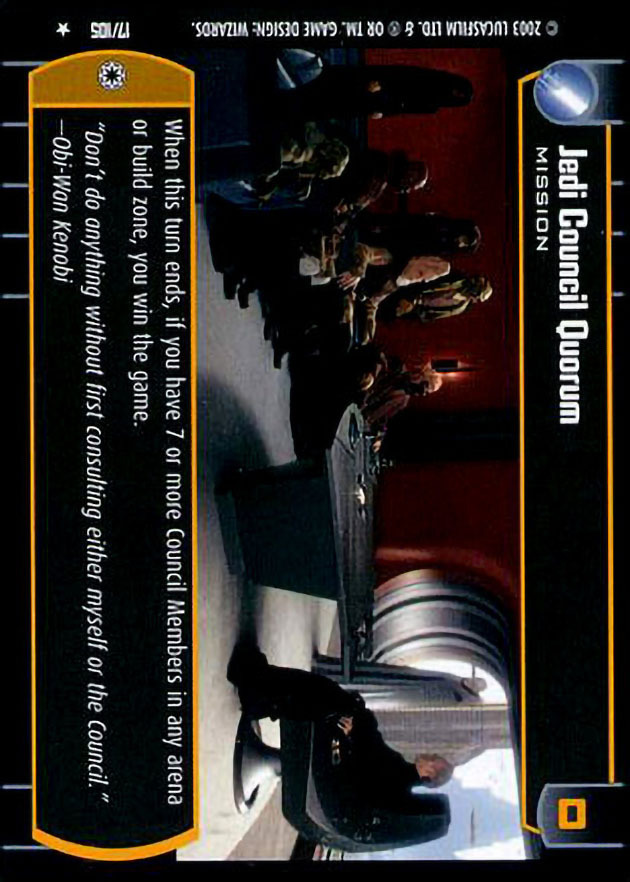 Jedi Council Quorum
MISSION
0
When this turn ends, if you have 7 or more Council Members in any arena
or build zone, you win the game.
"Don't do anything without first consulting either myself or the Council."
—Obi-Wan Kenobi
17/105 ★
© 2003 LUCASFILM LTD. & ® OR TM. GAME DESIGN: WIZARDS.